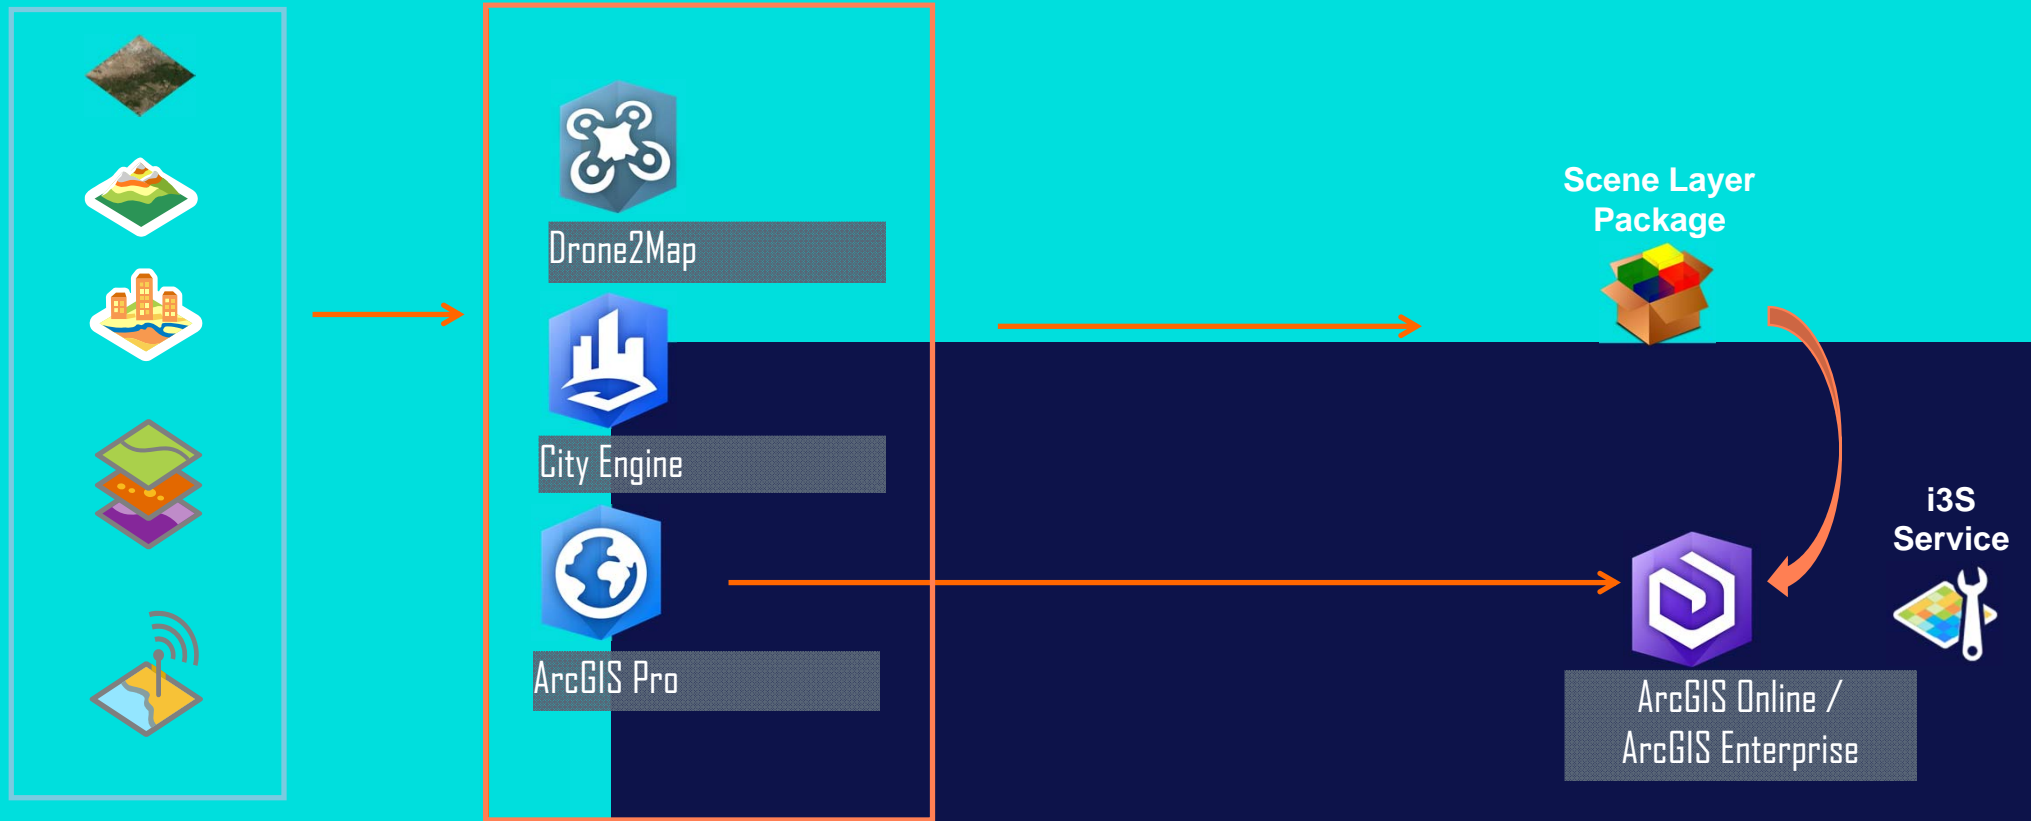 Drone2Map
City Engine
ArcGIS Pro
Scene Layer
Package
i3S
Service
ArcGIS Online /
ArcGIS Enterprise